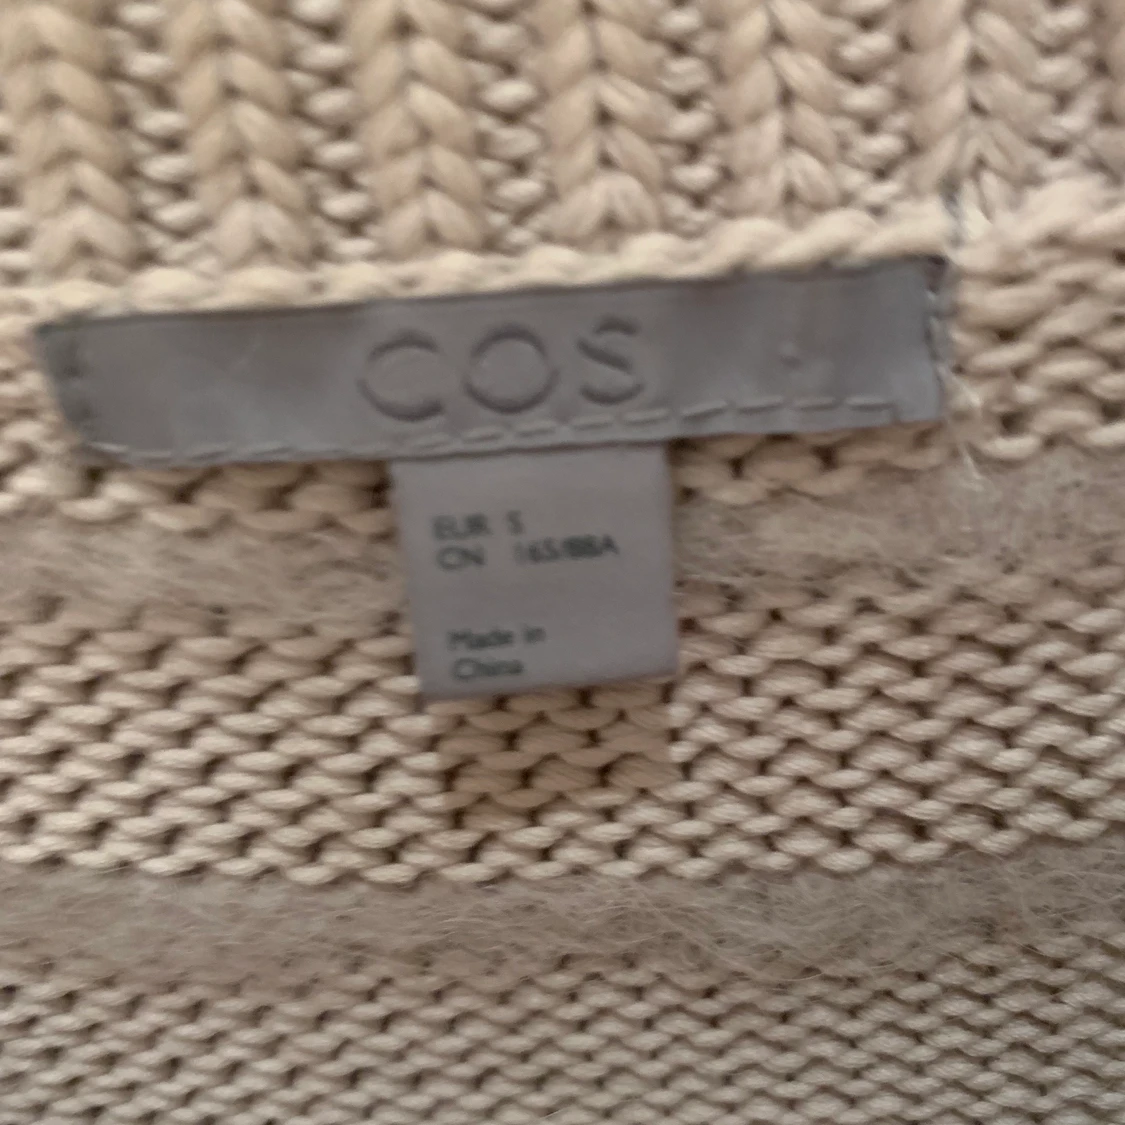 COS
EUR S
CN 165/88A
Made in
China